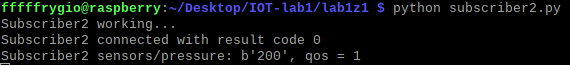 fffffrygio@raspberry:~/Desktop/IOT-lab1/lab1z1 $ python subscriber2.py
Subscriber2 working...
Subscriber2 connected with result code 0
Subscriber2 sensors/pressure: b'200', qos = 1